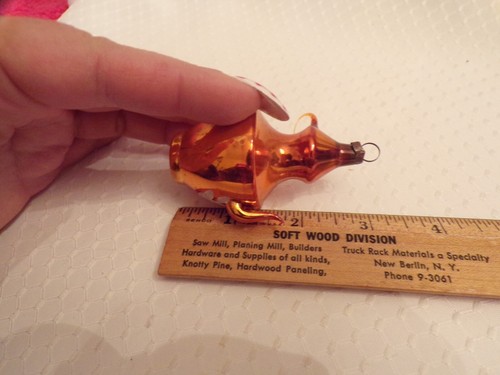 1 2 3 4
SOFT WOOD DIVISION
Saw Mill, Planing Mill, Builders
Hardware and Supplies of all kinds,
Knotty Pine, Hardwood Paneling,
Truck Rack Materials a Specialty
New Berlin, N. Y.
Phone 9-3061